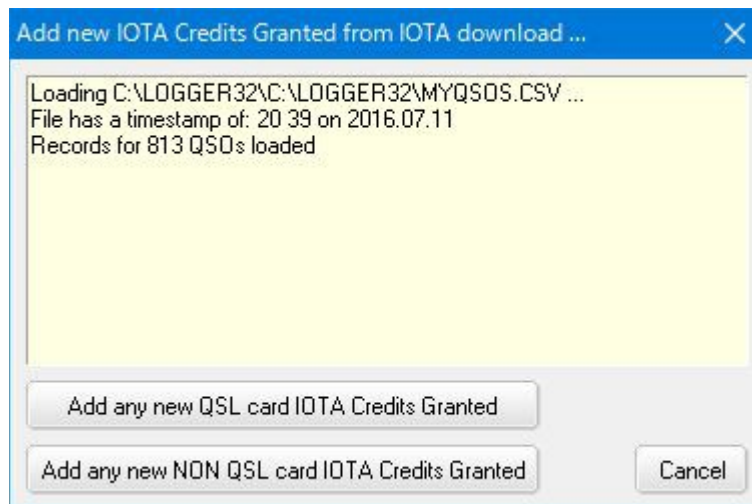 Add new IOTA Credits Granted from IOTA download ...
Loading C:\LOGGER32\C:\LOGGER32\MYQSOS.CSV ...
File has a timestamp of: 20 39 on 2016.07.11
Records for 813 QSOs loaded
Add any new QSL card IOTA Credits Granted
Add any new NON QSL card IOTA Credits Granted
Cancel